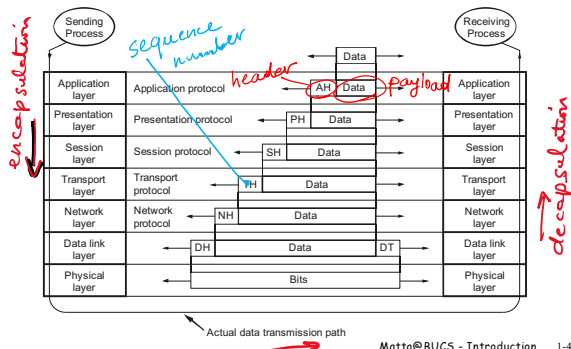 Sending
Process
Receiving
Process
sequence
number
Data
header
payload
encapsulation
decapsulation
Application
layer
Application protocol
AH
Data
Application
layer
Presentation
layer
Presentation protocol
PH
Data
Presentation
layer
Session
layer
Session protocol
SH
Data
Session
layer
Transport
layer
Transport
protocol
TH
Data
Transport
layer
Network
layer
Network
protocol
NH
Data
Network
layer
Data link
layer
DH
Data
DT
Data link
layer
Physical
layer
Bits
Physical
layer
Actual data transmission path
Matta@BUCS - Introduction 1-4